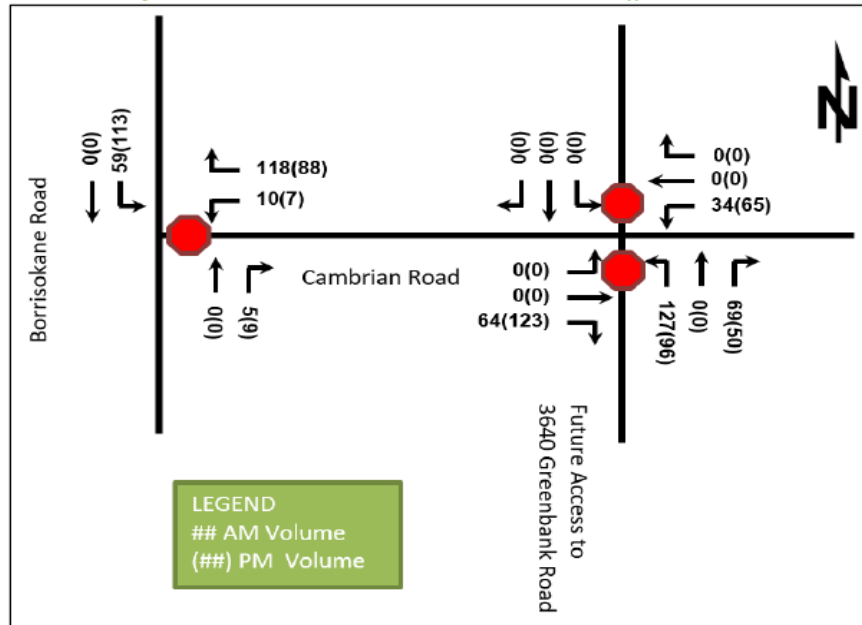 0(0)
59(113)
118(88)
10(7)
0(0)
5(9)
Borrisokane Road
Cambrian Road
0(0)
0(0)
0(0)
N
0(0)
0(0)
34(65)
0(0)
0(0)
64(123)
127(96)
0(0)
69(50)
Future Access to
3640 Greenbank Road
LEGEND
## AM Volume
(##) PM Volume